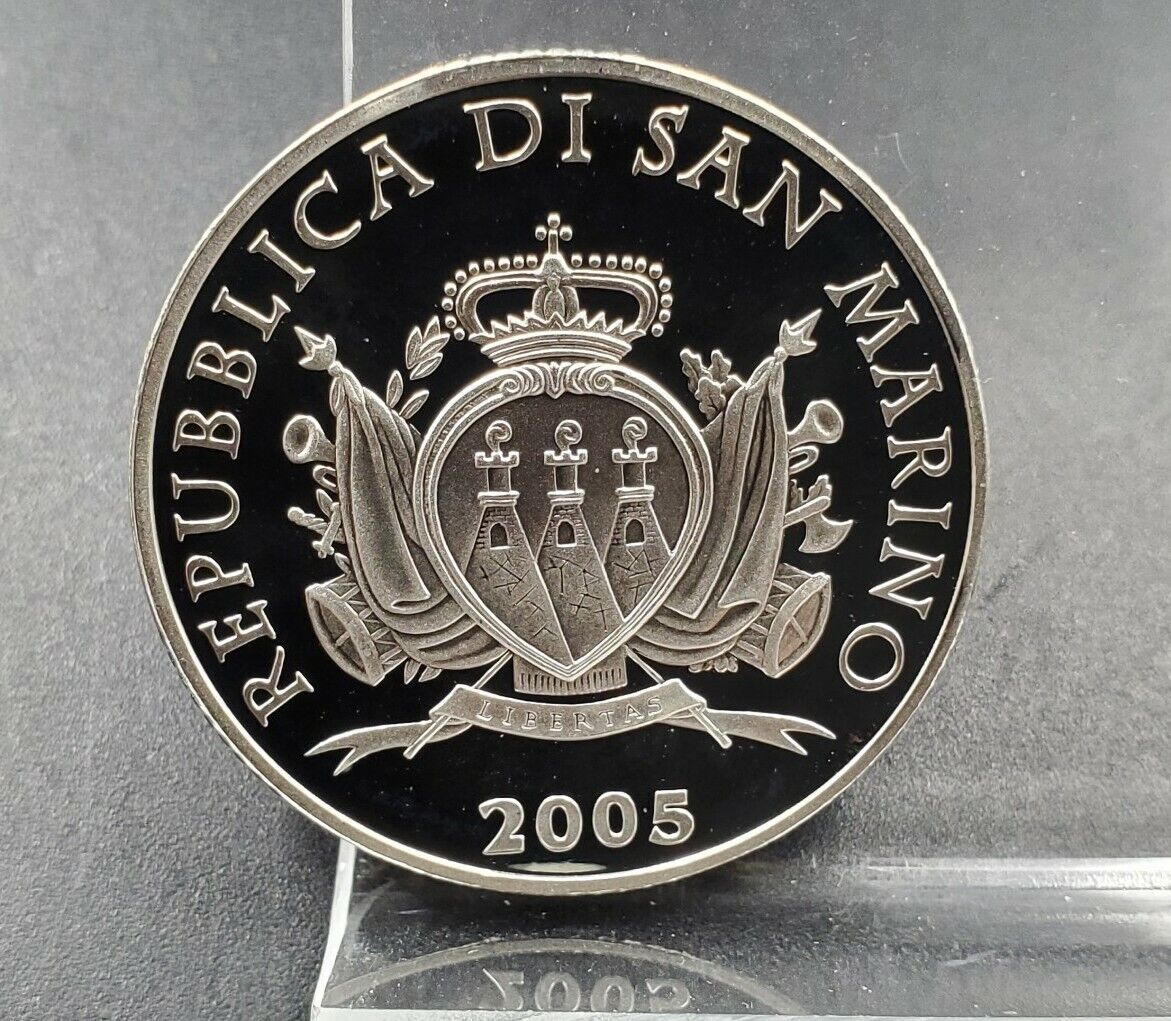 REPUBBLICA DI SAN MARINO
LIBERTAS
2005